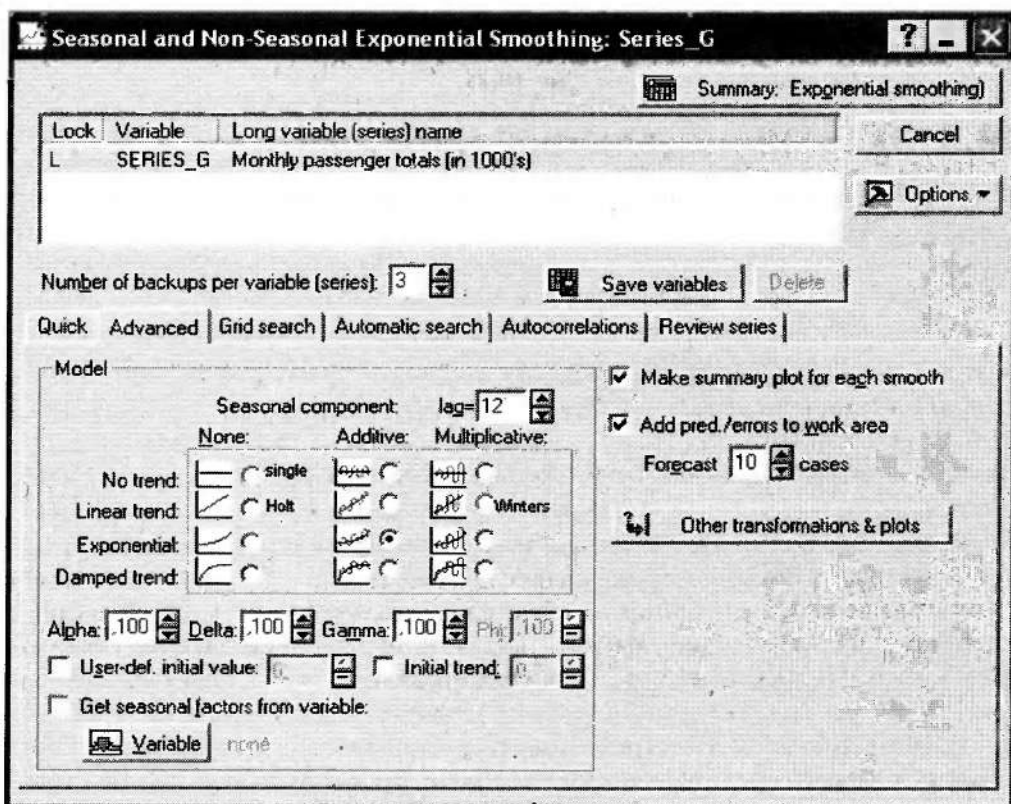 Seasonal and Non-Seasonal Exponential Smoothing: Series_G
Summary: Exponential smoothing)
Lock Variable Long variable (series) name
L SERIES_G Monthly passenger totals (in 1000's)
Cancel
Options
Number of backups per variable (series): 3
Save variables
Delete
Quick Advanced Grid search Automatic search Autocorrelations Review series
Model
Seasonal component: lag=12
None: Additive: Multiplicative:
No trend: single
Linear trend: Holt Winters
Exponential:
Damped trend:
Alpha: ,100 Delta: ,100 Gamma: ,100 Phi: ,100
User-def. initial value: 0, Initial trend: 0,
Get seasonal factors from variable:
Variable none
Make summary plot for each smooth
Add pred./errors to work area
Forecast 10 cases
Other transformations & plots